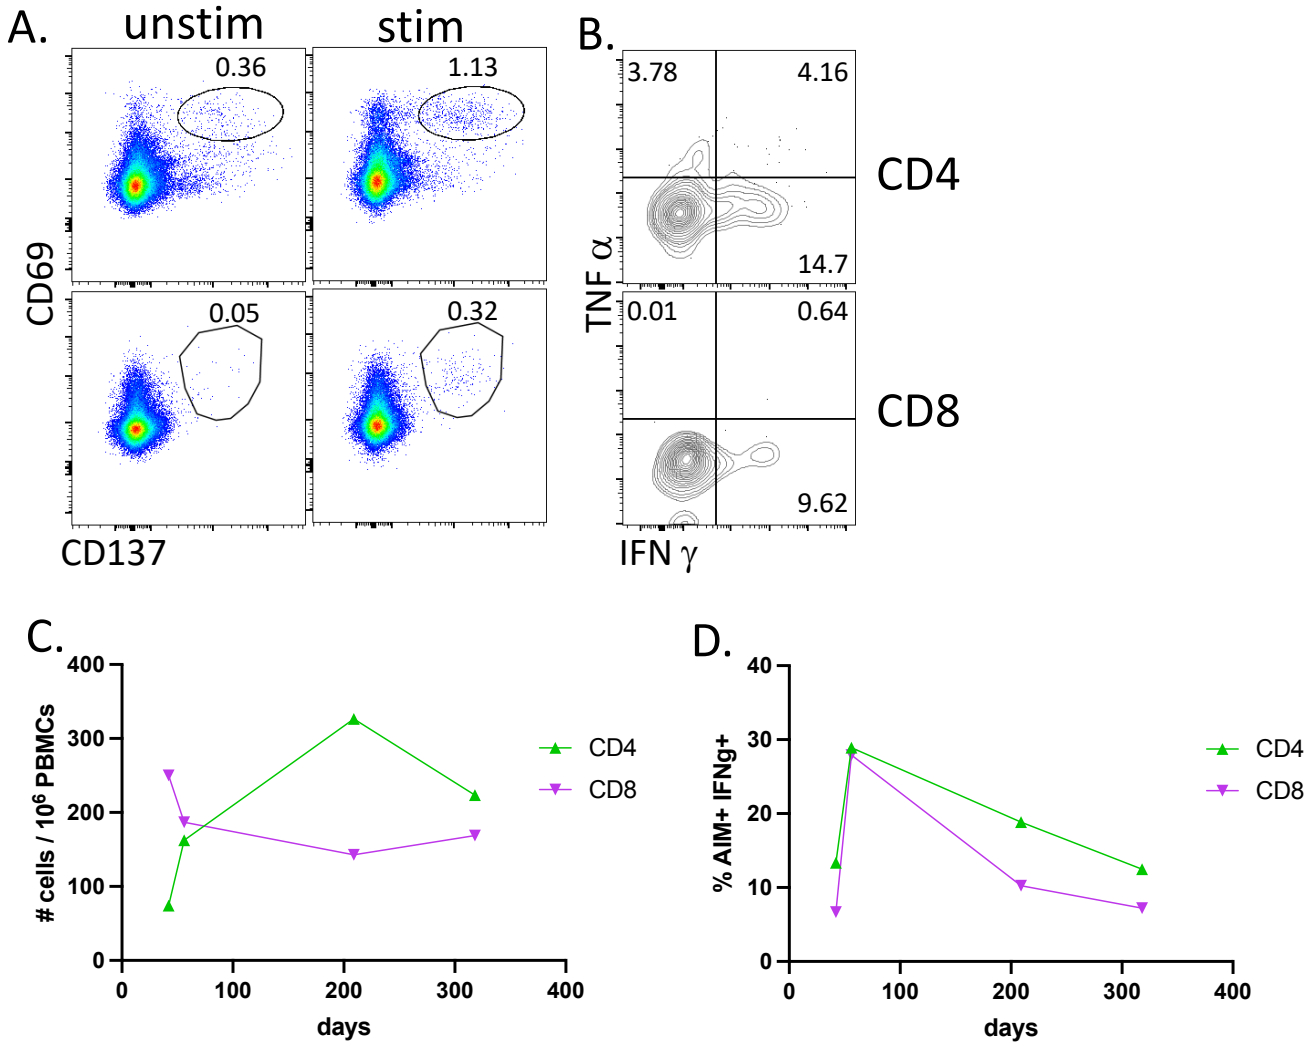 A.
unstim
stim
0.36
1.13
0.05
0.32
CD69
CD137
B.
3.78
4.16
14.7
CD4
0.01
0.64
9.62
CD8
TNF α
IFN γ
C.
400
300
200
100
0
# cells / 10⁶ PBMCs
0 100 200 300 400
days
CD4
CD8
D.
40
30
20
10
0
% AIM+ IFNg+
0 100 200 300 400
days
CD4
CD8